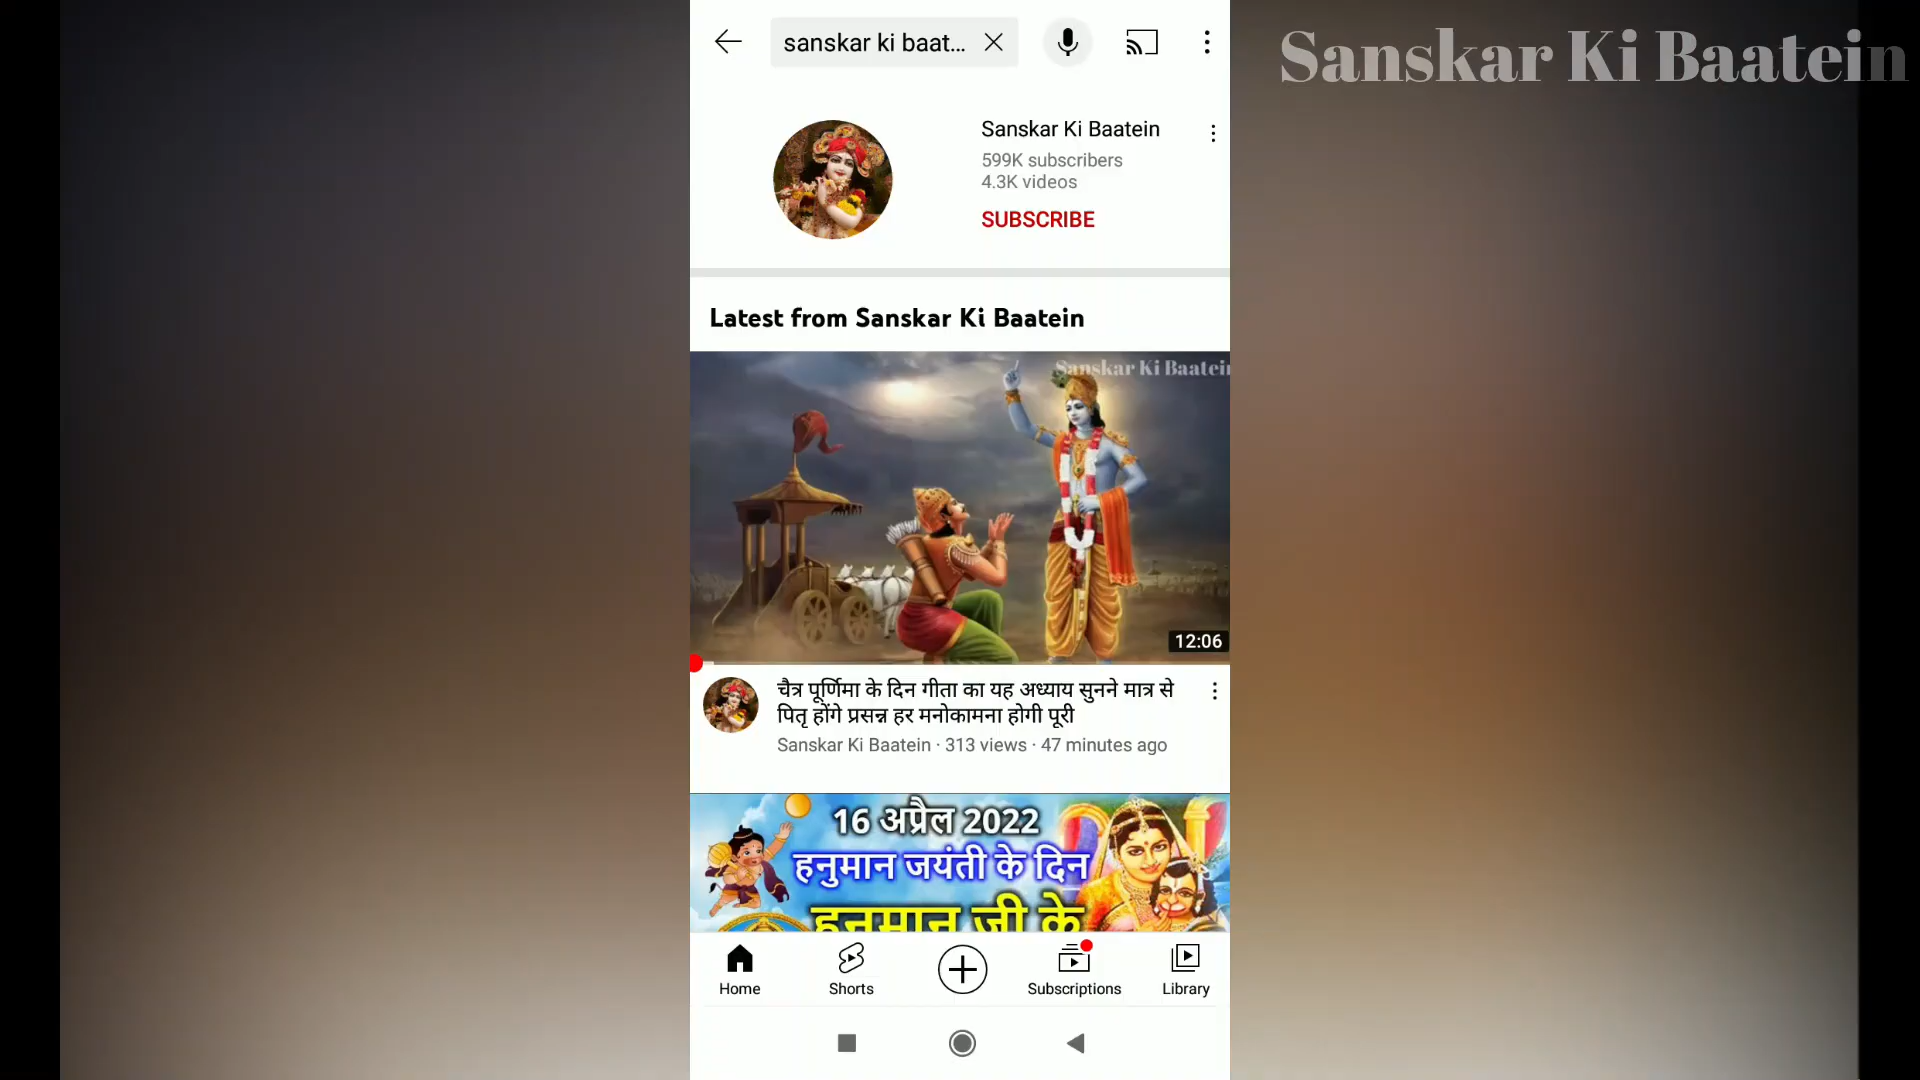 Sanskar Ki Baatein
sanskar ki baat...
Sanskar Ki Baatein
599K subscribers
4.3K videos
SUBSCRIBE
Latest from Sanskar Ki Baatein
Sanskar Ki Baatein
12:06
चैत्र पूर्णिमा के दिन गीता का यह अध्याय सुनने मात्र से
पितृ होंगे प्रसन्न हर मनोकामना होगी पूरी
Sanskar Ki Baatein · 313 views · 47 minutes ago
16 अप्रैल 2022
हनुमान जयंती के दिन
हनुमान जी के
Home
Shorts
Subscriptions
Library